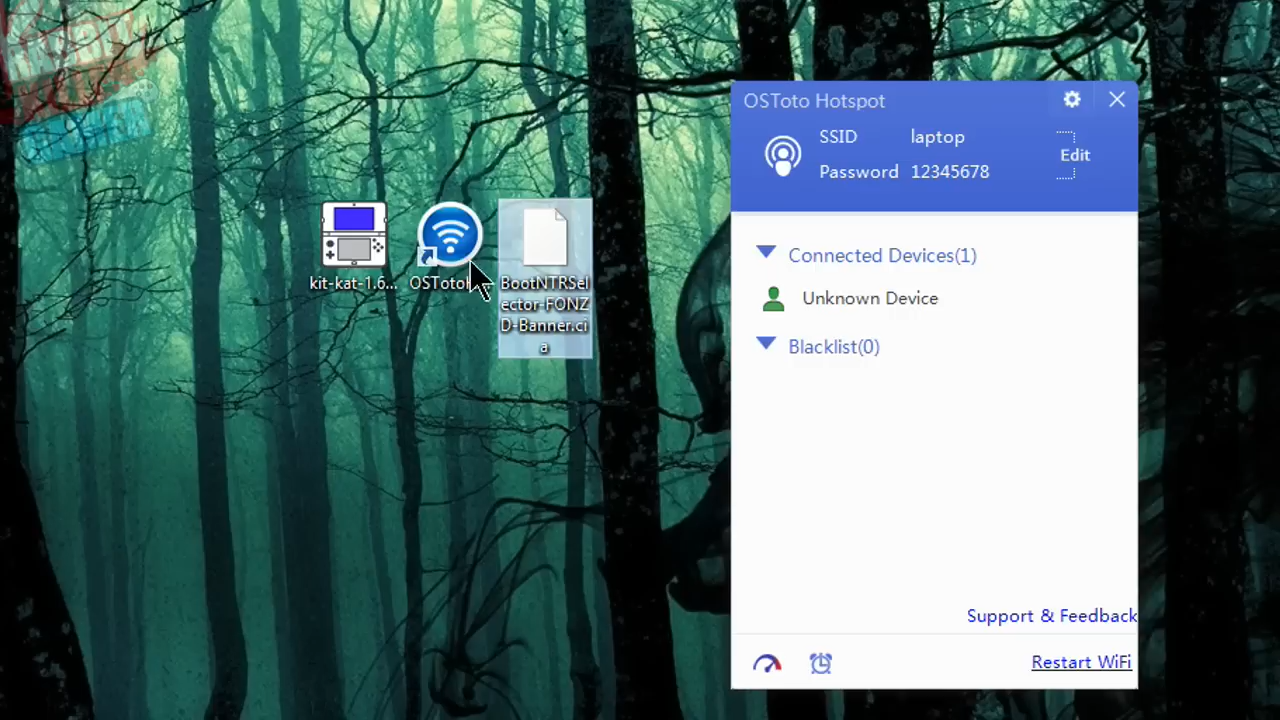 kit-kat-1.6...
OSTotoH
BootNTRSel
ector-FONZ
D-Banner.ci
a
OSToto Hotspot
SSID laptop
Password 12345678
Edit
Connected Devices(1)
Unknown Device
Blacklist(0)
Support & Feedback
Restart WiFi